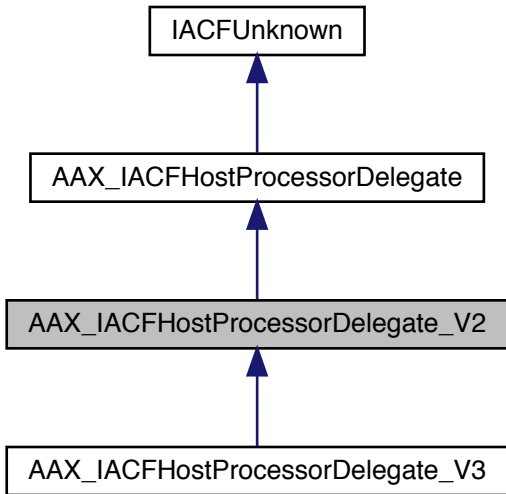 IACFUnknown
AAX_IACFHostProcessorDelegate
AAX_IACFHostProcessorDelegate_V2
AAX_IACFHostProcessorDelegate_V3